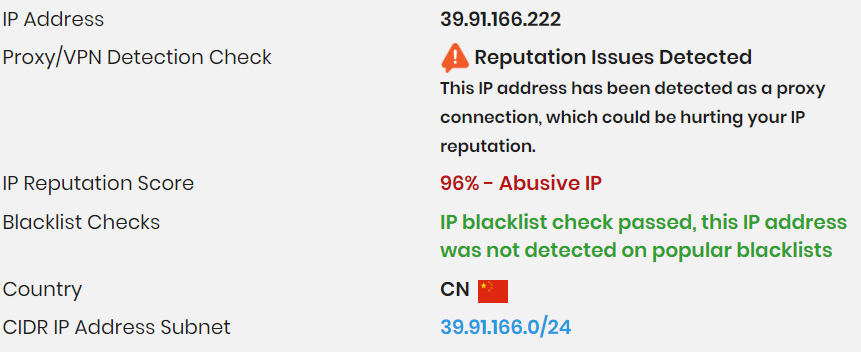 IP Address 39.91.166.222
Proxy/VPN Detection Check Reputation Issues Detected
This IP address has been detected as a proxy
connection, which could be hurting your IP
reputation.
IP Reputation Score 96% - Abusive IP
Blacklist Checks IP blacklist check passed, this IP address
was not detected on popular blacklists
Country CN
CIDR IP Address Subnet 39.91.166.0/24